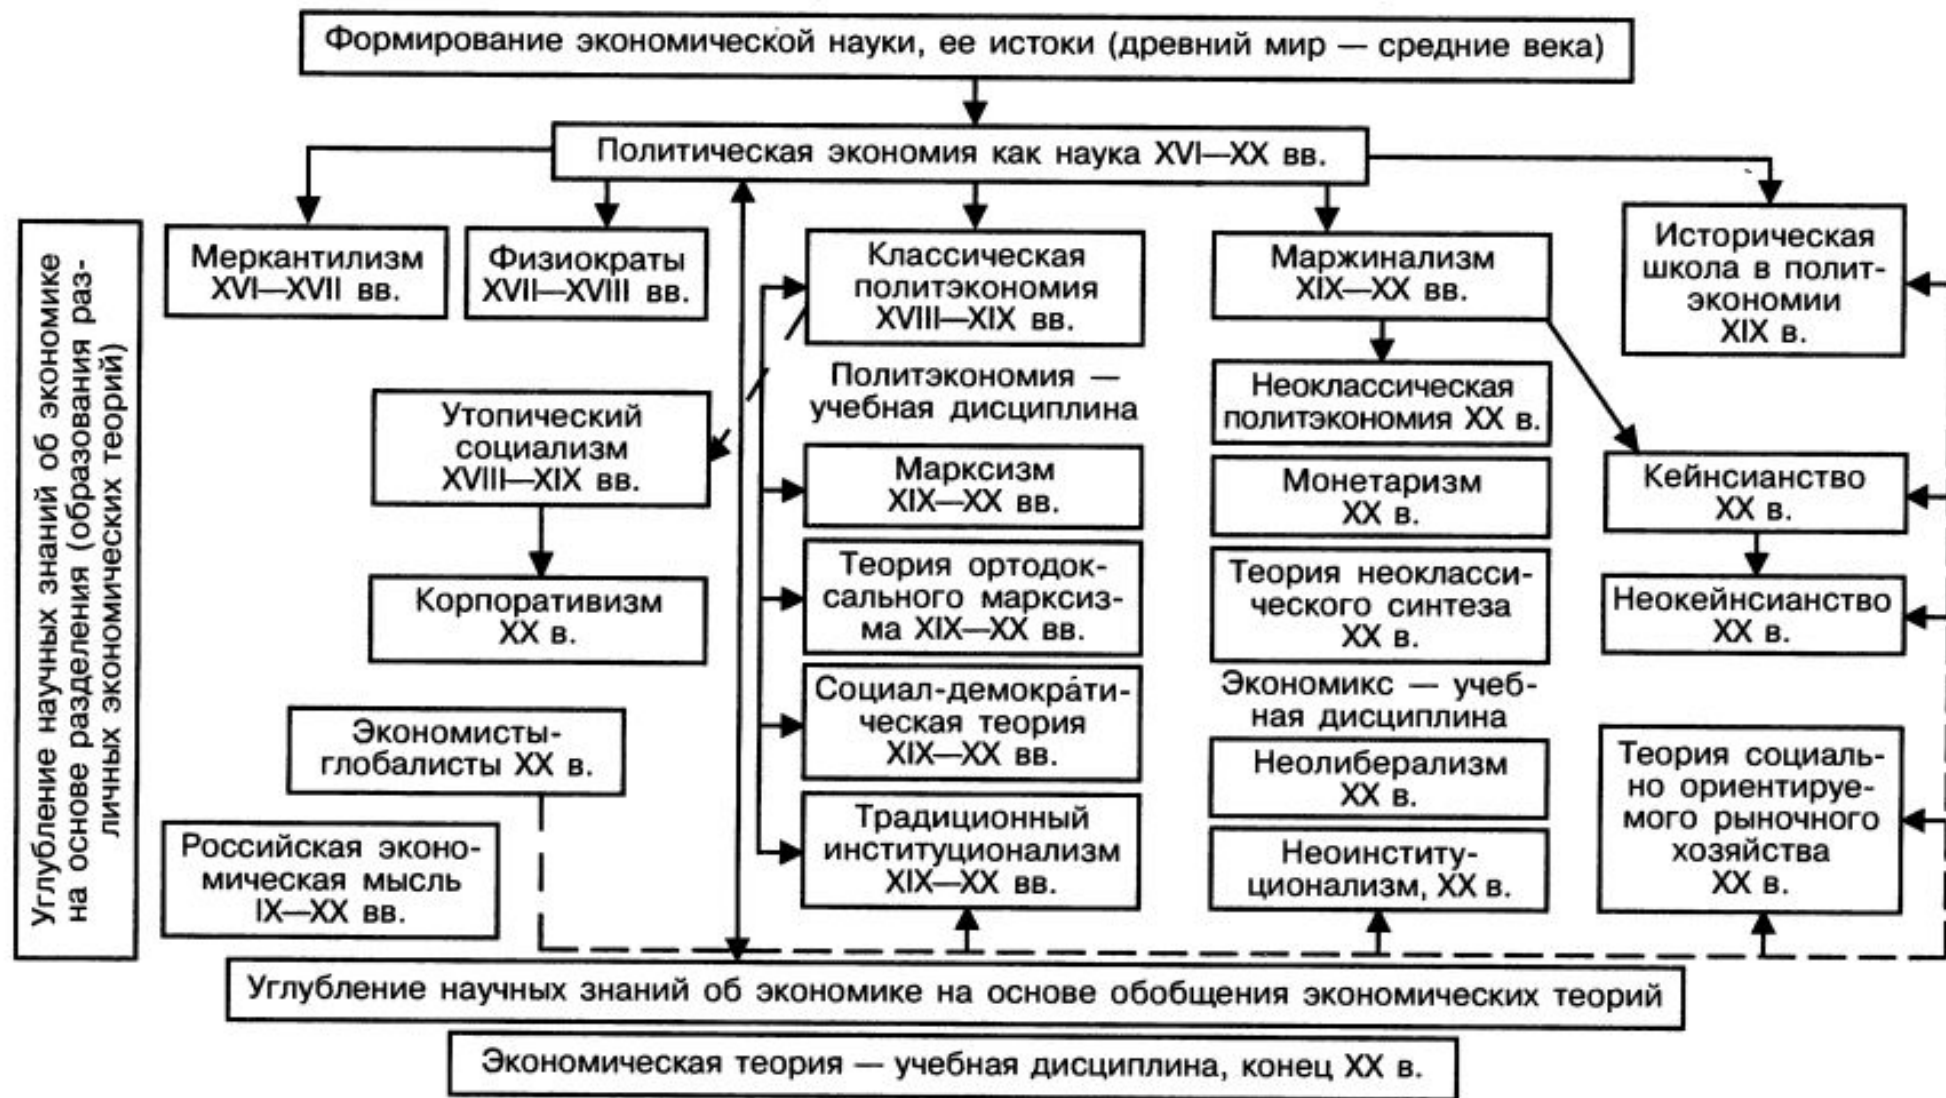 Формирование экономической науки, ее истоки (древний мир — средние века)
Политическая экономия как наука XVI—XX вв.
Углубление научных знаний об экономике
на основе разделения (образования раз-
личных экономических теорий)
Меркантилизм
XVI—XVII вв.
Физиократы
XVII—XVIII вв.
Классическая
политэкономия
XVIII—XIX вв.
Маржинализм
XIX—XX вв.
Историческая
школа в полит-
экономии
XIX в.
Утопический
социализм
XVIII—XIX вв.
Корпоративизм
XX в.
Экономисты-
глобалисты XX в.
Российская эконо-
мическая мысль
IX—XX вв.
Политэкономия —
учебная дисциплина
Марксизм
XIX—XX вв.
Теория ортодок-
сального марксиз-
ма XIX—XX вв.
Социал-демократи-
ческая теория
XIX—XX вв.
Традиционный
институционализм
XIX—XX вв.
Неоклассическая
политэкономия XX в.
Монетаризм
XX в.
Теория неокласси-
ческого синтеза
XX в.
Экономикс — учеб-
ная дисциплина
Неолиберализм
XX в.
Неоинститу-
ционализм, XX в.
Кейнсианство
XX в.
Неокейнсианство
XX в.
Теория социаль-
но ориентируе-
мого рыночного
хозяйства
XX в.
Углубление научных знаний об экономике на основе обобщения экономических теорий
Экономическая теория — учебная дисциплина, конец XX в.